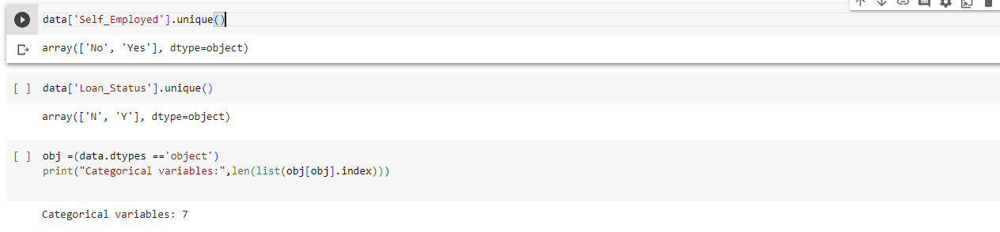 data['Self_Employed'].unique()
array(['No', 'Yes'], dtype=object)
[ ] data['Loan_Status'].unique()
array(['N', 'Y'], dtype=object)
[ ] obj =(data.dtypes =='object')
print("Categorical variables:",len(list(obj[obj].index)))
Categorical variables: 7